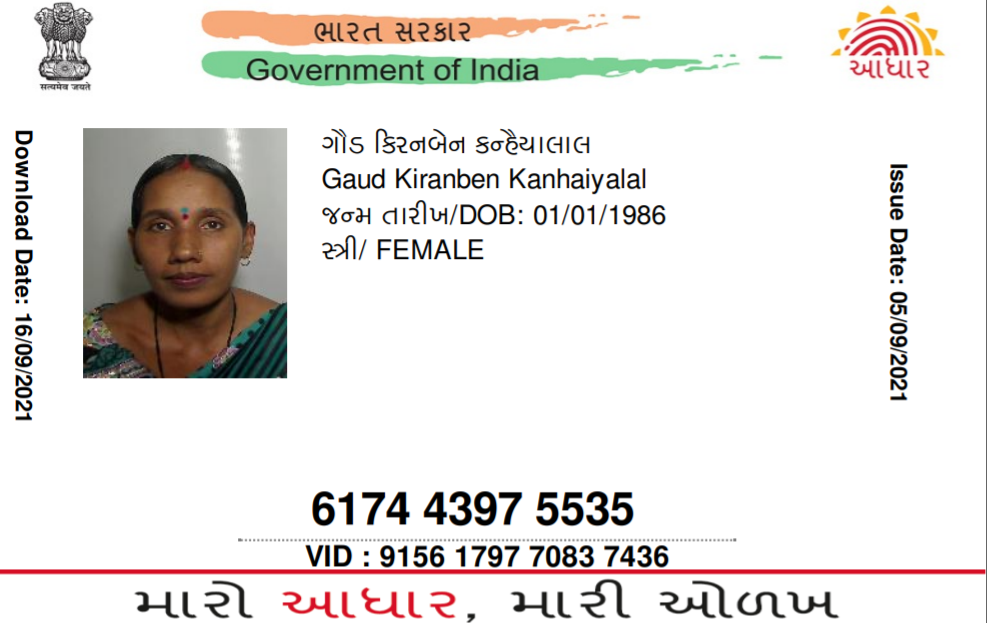 सत्यमेव जयते
ભારત સરકાર
Government of India
આધાર
Download Date: 16/09/2021
ગૌડ કિરનબેન કન્હૈયાલાલ
Gaud Kiranben Kanhaiyalal
જન્મ તારીખ/DOB: 01/01/1986
સ્ત્રી/ FEMALE
Issue Date: 05/09/2021
6174 4397 5535
VID : 9156 1797 7083 7436
મારો આધાર, મારી ઓળખ